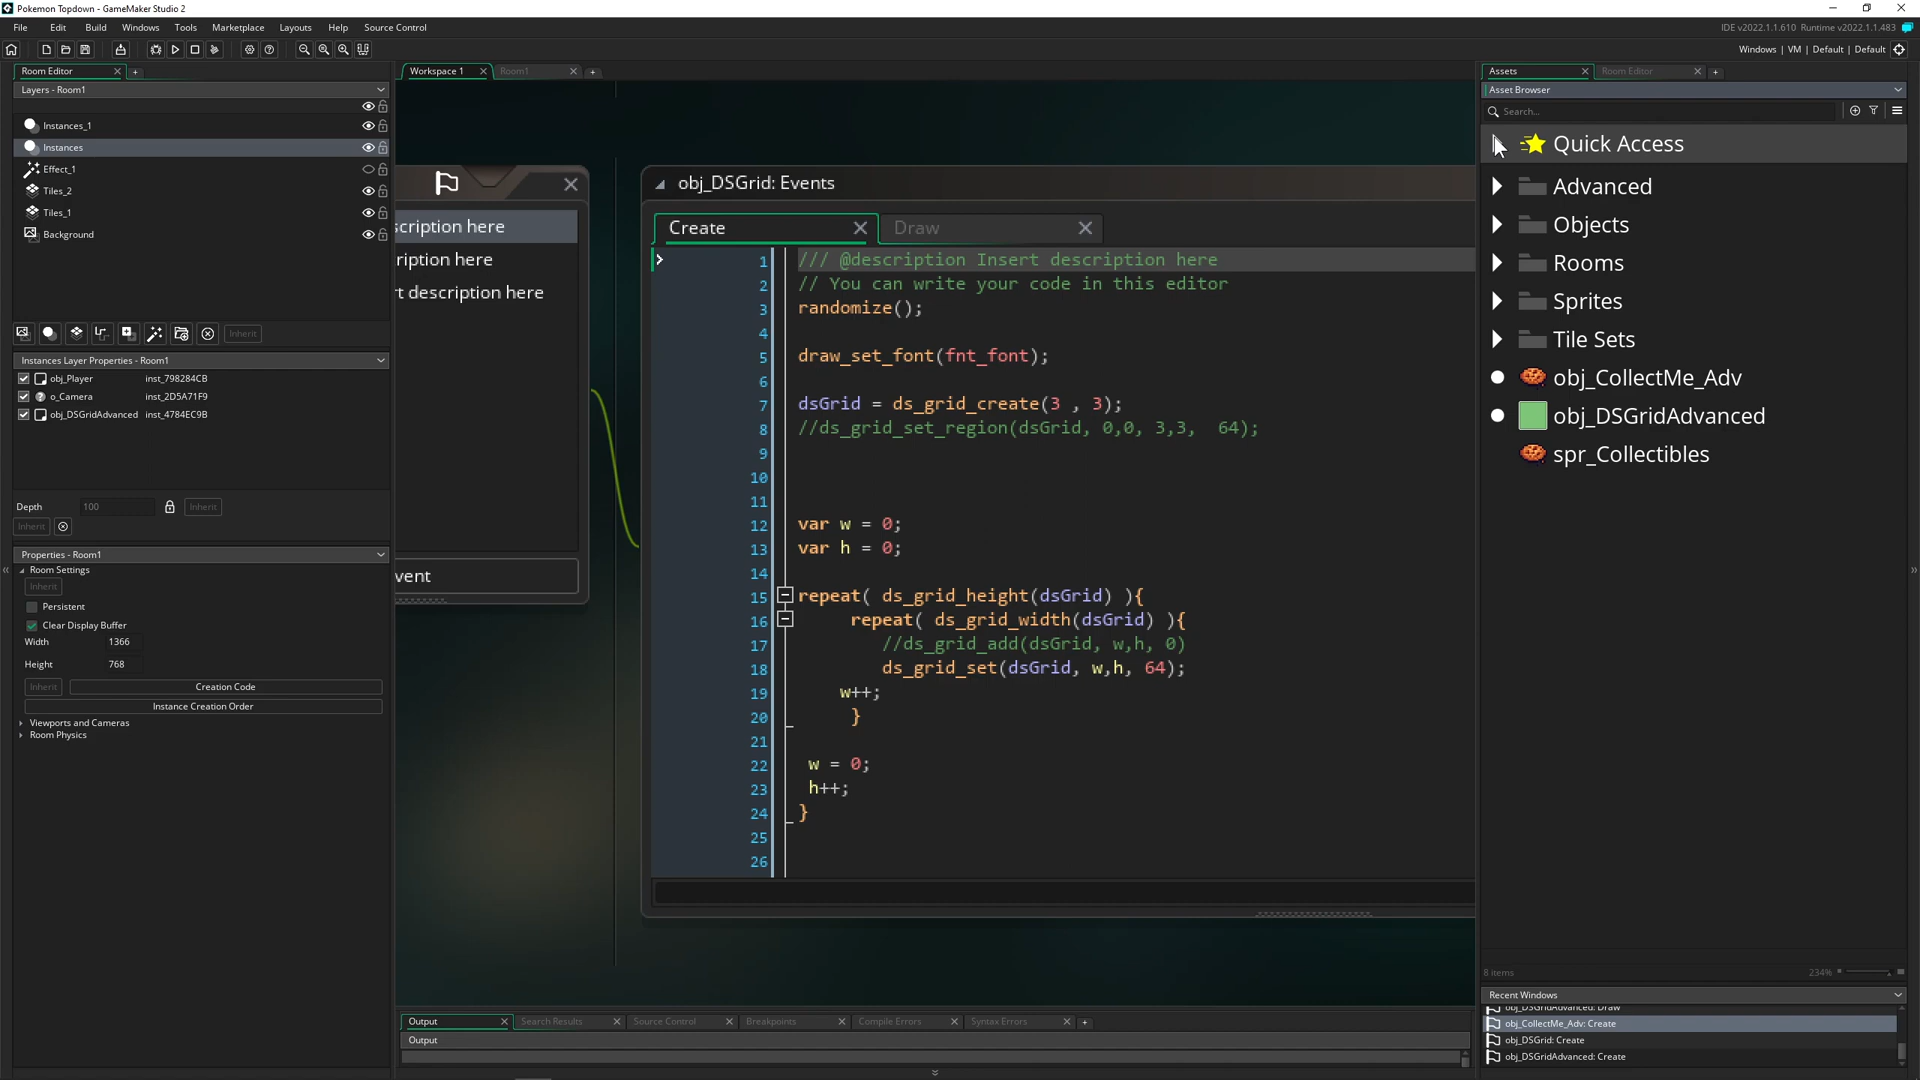 Pokemon Topdown - GameMaker Studio 2
File Edit Build Windows Tools Marketplace Layouts Help Source Control
IDE v2022.1.1.610 Runtime v2022.1.1.483
Windows | VM | Default | Default
Room Editor
Layers - Room1
Instances_1
Instances
Effect_1
Tiles_2
Tiles_1
Background
Inherit
Instances Layer Properties - Room1
obj_Player inst_798284CB
o_Camera inst_2D5A71F9
obj_DSGridAdvanced inst_4784EC9B
Depth 100 Inherit
Inherit
Properties - Room1
Room Settings
Inherit
Persistent
Clear Display Buffer
Width 1366
Height 768
Inherit Creation Code
Instance Creation Order
Viewports and Cameras
Room Physics
Workspace 1 Room1
scription here
ription here
rt description here
vent
obj_DSGrid: Events
Create Draw
1 /// @description Insert description here
2 // You can write your code in this editor
3 randomize();
4
5 draw_set_font(fnt_font);
6
7 dsGrid = ds_grid_create(3 , 3);
8 //ds_grid_set_region(dsGrid, 0,0, 3,3, 64);
9
10
11
12 var w = 0;
13 var h = 0;
14
15 repeat( ds_grid_height(dsGrid) ){
16 repeat( ds_grid_width(dsGrid) ){
17 //ds_grid_add(dsGrid, w,h, 0)
18 ds_grid_set(dsGrid, w,h, 64);
19 w++;
20 }
21
22 w = 0;
23 h++;
24 }
25
26
Output Search Results Source Control Breakpoints Compile Errors Syntax Errors
Output
Assets Room Editor
Asset Browser
Search...
Quick Access
Advanced
Objects
Rooms
Sprites
Tile Sets
obj_CollectMe_Adv
obj_DSGridAdvanced
spr_Collectibles
8 items 234%
Recent Windows
obj_DSGridAdvanced: Draw
obj_CollectMe_Adv: Create
obj_DSGrid: Create
obj_DSGridAdvanced: Create